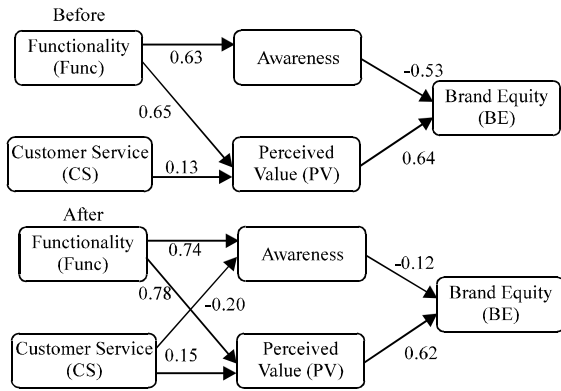 Before
Functionality
(Func)
0.63
Awareness
-0.53
Brand Equity
(BE)
0.65
Customer Service
(CS)
0.13
Perceived
Value (PV)
0.64
After
Functionality
(Func)
0.74
Awareness
-0.12
Brand Equity
(BE)
0.78
-0.20
Customer Service
(CS)
0.15
Perceived
Value (PV)
0.62